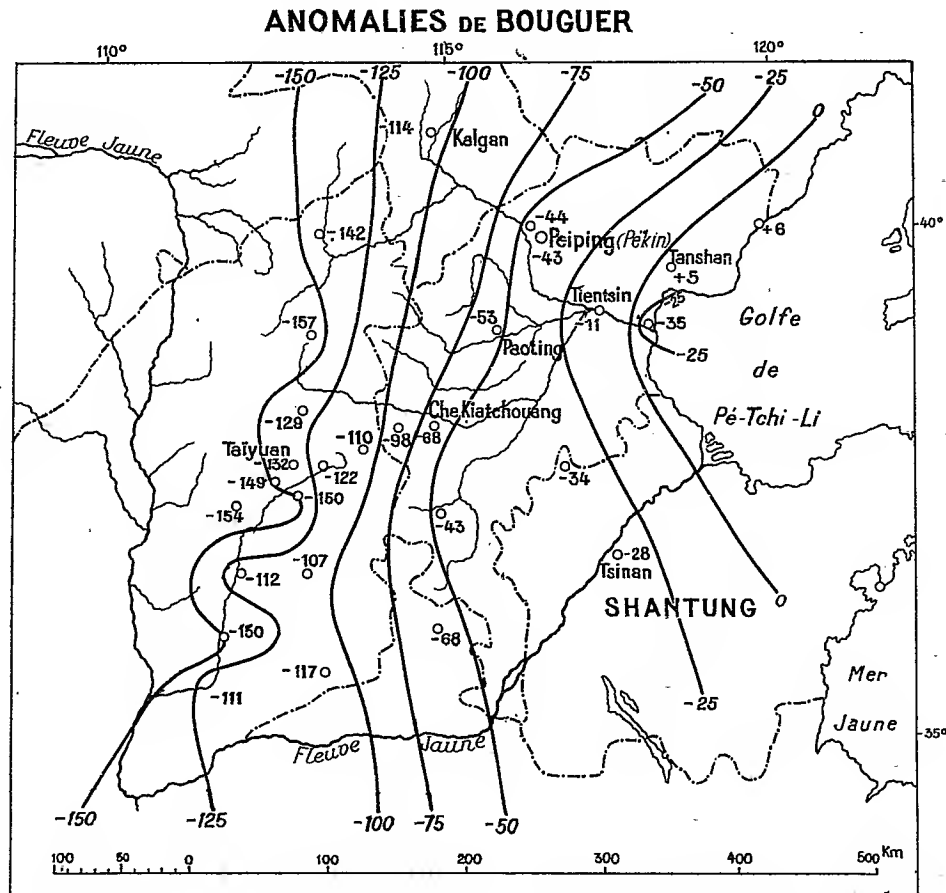 ANOMALIES DE BOUGUER
110° 115° 120°
-150 -125 -100 -75 -50 -25 0
-114
Kalgan
Fleuve Jaune
40°
-142
-44
Peiping (Pékin)
-43
+6
Tanshan
+5
Tientsin
-11
-25
-35
-25
Golfe
de
Pé-Tchi-Li
-157
-53
Paoting
-129
CheKiatchouang
-110
-98
-68
Taïyuan
-132
-122
-149
-150
-154
-34
-43
-107
-112
-28
Tsinan
SHANTUNG
0
-150
-68
-117
-111
-25
Mer
Jaune
35°
Fleuve Jaune
-150 -125 -100 -75 -50
100 50 0 100 200 300 400 500 Km